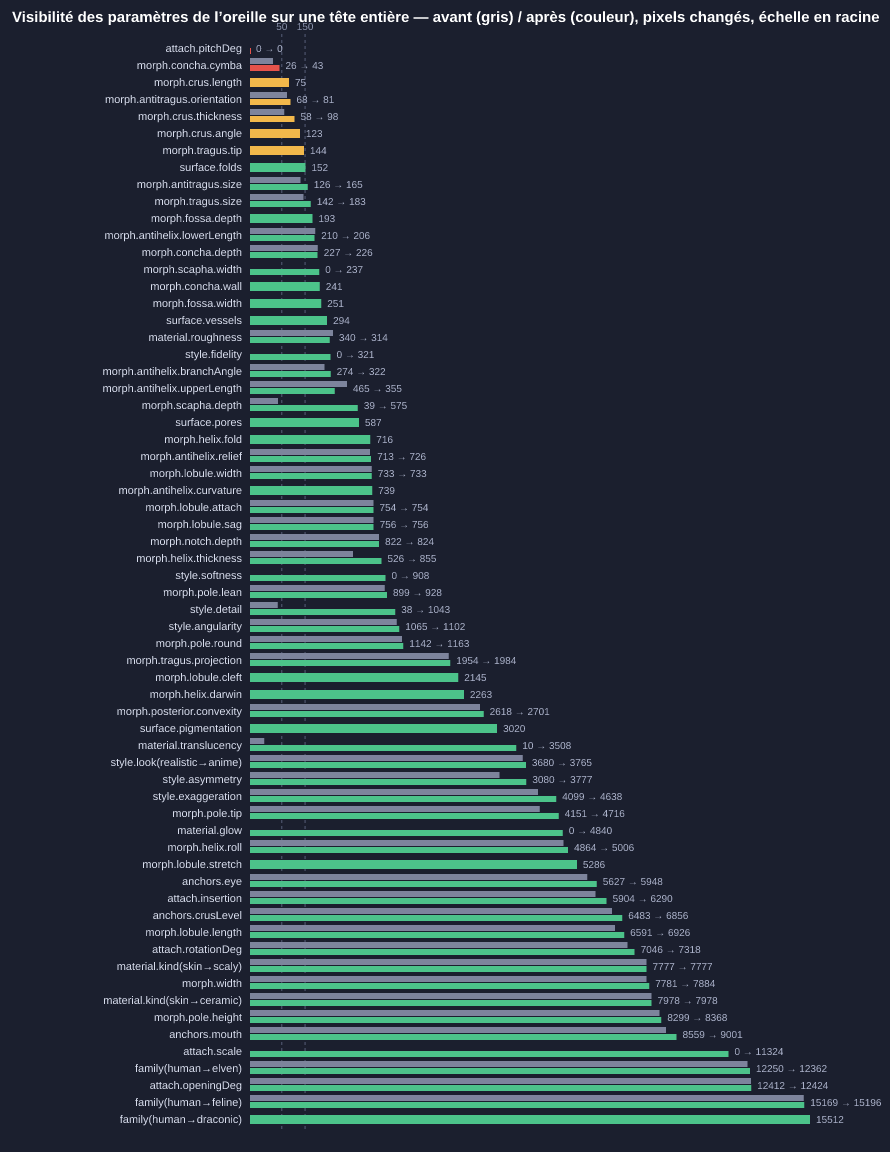 Visibilité des paramètres de l'oreille sur une tête entière — avant (gris) / après (couleur), pixels changés, échelle en racine
50 150
attach.pitchDeg 0 → 0
morph.concha.cymba 26 → 43
morph.crus.length 75
morph.antitragus.orientation 68 → 81
morph.crus.thickness 58 → 98
morph.crus.angle 123
morph.tragus.tip 144
surface.folds 152
morph.antitragus.size 126 → 165
morph.tragus.size 142 → 183
morph.fossa.depth 193
morph.antihelix.lowerLength 210 → 206
morph.concha.depth 227 → 226
morph.scapha.width 0 → 237
morph.concha.wall 241
morph.fossa.width 251
surface.vessels 294
material.roughness 340 → 314
style.fidelity 0 → 321
morph.antihelix.branchAngle 274 → 322
morph.antihelix.upperLength 465 → 355
morph.scapha.depth 39 → 575
surface.pores 587
morph.helix.fold 716
morph.antihelix.relief 713 → 726
morph.lobule.width 733 → 733
morph.antihelix.curvature 739
morph.lobule.attach 754 → 754
morph.lobule.sag 756 → 756
morph.notch.depth 822 → 824
morph.helix.thickness 526 → 855
style.softness 0 → 908
morph.pole.lean 899 → 928
style.detail 38 → 1043
style.angularity 1065 → 1102
morph.pole.round 1142 → 1163
morph.tragus.projection 1954 → 1984
morph.lobule.cleft 2145
morph.helix.darwin 2263
morph.posterior.convexity 2618 → 2701
surface.pigmentation 3020
material.translucency 10 → 3508
style.look(realistic→anime) 3680 → 3765
style.asymmetry 3080 → 3777
style.exaggeration 4099 → 4638
morph.pole.tip 4151 → 4716
material.glow 0 → 4840
morph.helix.roll 4864 → 5006
morph.lobule.stretch 5286
anchors.eye 5627 → 5948
attach.insertion 5904 → 6290
anchors.crusLevel 6483 → 6856
morph.lobule.length 6591 → 6926
attach.rotationDeg 7046 → 7318
material.kind(skin→scaly) 7777 → 7777
morph.width 7781 → 7884
material.kind(skin→ceramic) 7978 → 7978
morph.pole.height 8299 → 8368
anchors.mouth 8559 → 9001
attach.scale 0 → 11324
family(human→elven) 12250 → 12362
attach.openingDeg 12412 → 12424
family(human→feline) 15169 → 15196
family(human→draconic) 15512